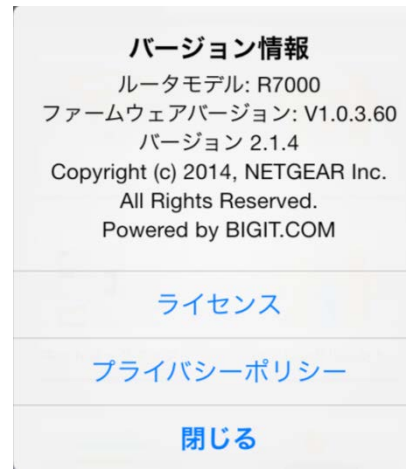 バージョン情報
ルータモデル: R7000
ファームウェアバージョン: V1.0.3.60
バージョン 2.1.4
Copyright (c) 2014, NETGEAR Inc.
All Rights Reserved.
Powered by BIGIT.COM
ライセンス
プライバシーポリシー
閉じる